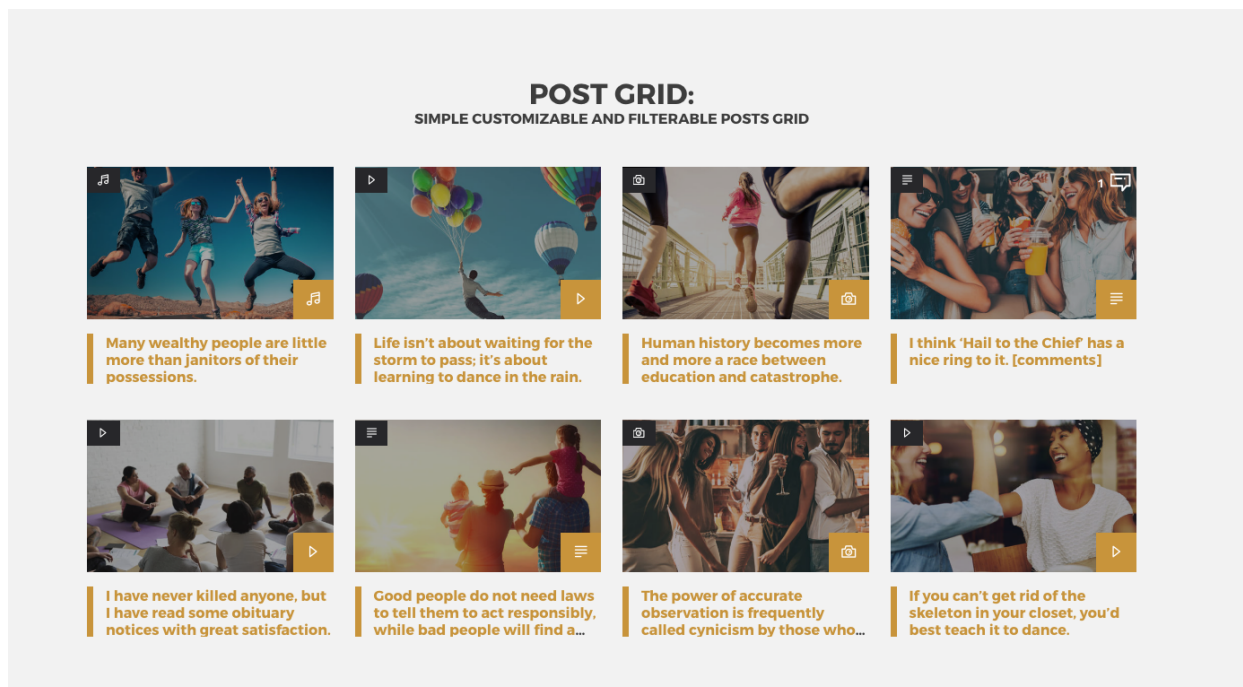 POST GRID:
SIMPLE CUSTOMIZABLE AND FILTERABLE POSTS GRID
1
Many wealthy people are little
more than janitors of their
possessions.
Life isn't about waiting for the
storm to pass; it's about
learning to dance in the rain.
Human history becomes more
and more a race between
education and catastrophe.
I think ‘Hail to the Chief’ has a
nice ring to it. [comments]
I have never killed anyone, but
I have read some obituary
notices with great satisfaction.
Good people do not need laws
to tell them to act responsibly,
while bad people will find a...
The power of accurate
observation is frequently
called cynicism by those who...
If you can't get rid of the
skeleton in your closet, you'd
best teach it to dance.